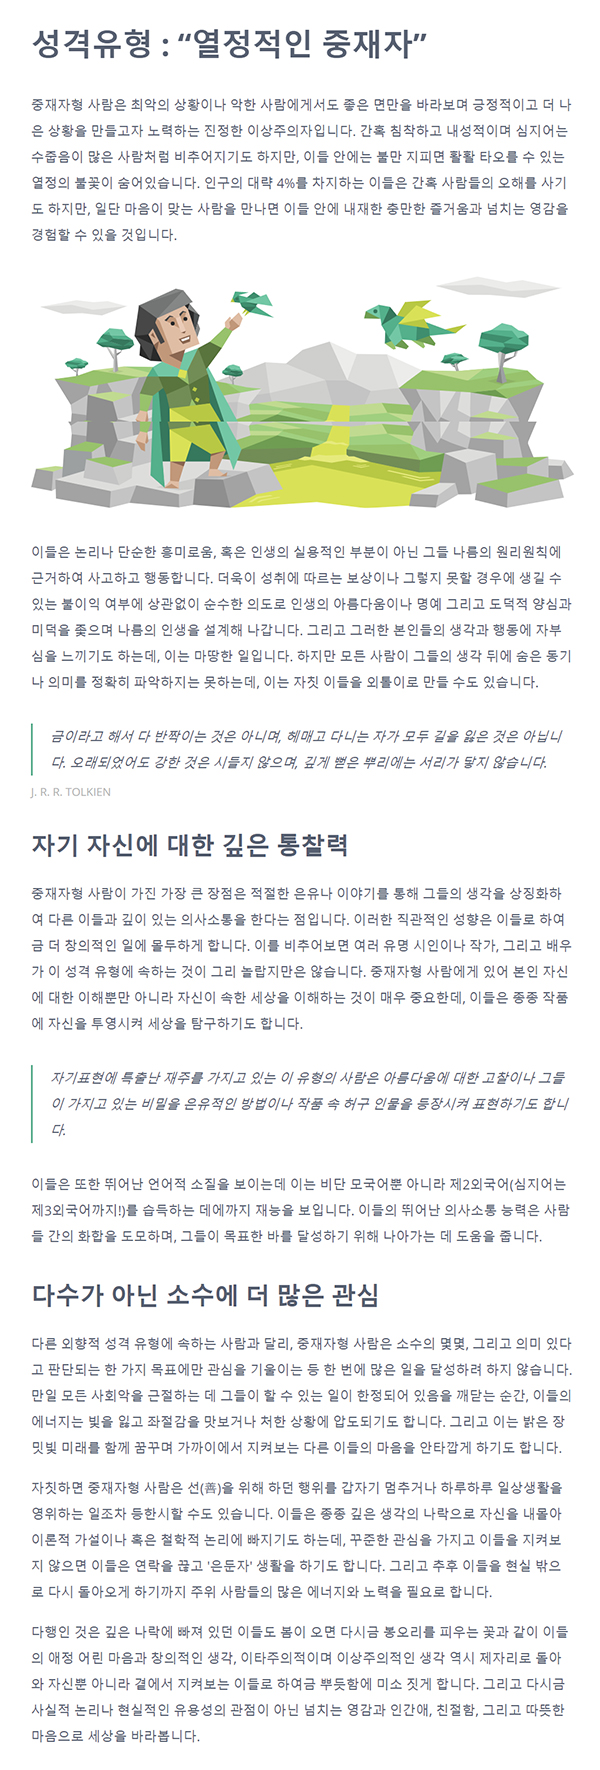 성격유형 : “열정적인 중재자”
중재자형 사람은 최악의 상황이나 악한 사람에게서도 좋은 면만을 바라보며 긍정적이고 더 나
은 상황을 만들고자 노력하는 진정한 이상주의자입니다. 간혹 침착하고 내성적이며 심지어는
수줍음이 많은 사람처럼 비추어지기도 하지만, 이들 안에는 불만 지피면 활활 타오를 수 있는
열정의 불꽃이 숨어있습니다. 인구의 대략 4%를 차지하는 이들은 간혹 사람들의 오해를 사기
도 하지만, 일단 마음이 맞는 사람을 만나면 이들 안에 내재한 충만한 즐거움과 넘치는 영감을
경험할 수 있을 것입니다.
이들은 논리나 단순한 흥미로움, 혹은 인생의 실용적인 부분이 아닌 그들 나름의 원리원칙에
근거하여 사고하고 행동합니다. 더욱이 성취에 따르는 보상이나 그렇지 못할 경우에 생길 수
있는 불이익 여부에 상관없이 순수한 의도로 인생의 아름다움이나 명예 그리고 도덕적 양심과
미덕을 좇으며 나름의 인생을 설계해 나갑니다. 그리고 그러한 본인들의 생각과 행동에 자부
심을 느끼기도 하는데, 이는 마땅한 일입니다. 하지만 모든 사람이 그들의 생각 뒤에 숨은 동기
나 의미를 정확히 파악하지는 못하는데, 이는 자칫 이들을 외톨이로 만들 수도 있습니다.
금이라고 해서 다 반짝이는 것은 아니며, 헤매고 다니는 자가 모두 길을 잃은 것은 아닙니
다. 오래되었어도 강한 것은 시들지 않으며, 깊게 뻗은 뿌리에는 서리가 닿지 않습니다.
J. R. R. TOLKIEN
자기 자신에 대한 깊은 통찰력
중재자형 사람이 가진 가장 큰 장점은 적절한 은유나 이야기를 통해 그들의 생각을 상징화하
여 다른 이들과 깊이 있는 의사소통을 한다는 점입니다. 이러한 직관적인 성향은 이들로 하여
금 더 창의적인 일에 몰두하게 합니다. 이를 비추어보면 여러 유명 시인이나 작가, 그리고 배우
가 이 성격 유형에 속하는 것이 그리 놀랍지만은 않습니다. 중재자형 사람에게 있어 본인 자신
에 대한 이해뿐만 아니라 자신이 속한 세상을 이해하는 것이 매우 중요한데, 이들은 종종 작품
에 자신을 투영시켜 세상을 탐구하기도 합니다.
자기표현에 특출난 재주를 가지고 있는 이 유형의 사람은 아름다움에 대한 고찰이나 그들
이 가지고 있는 비밀을 은유적인 방법이나 작품 속 허구 인물을 등장시켜 표현하기도 합니
다.
이들은 또한 뛰어난 언어적 소질을 보이는데 이는 비단 모국어뿐 아니라 제2외국어(심지어는
제3외국어까지!)를 습득하는 데에까지 재능을 보입니다. 이들의 뛰어난 의사소통 능력은 사람
들 간의 화합을 도모하며, 그들이 목표한 바를 달성하기 위해 나아가는 데 도움을 줍니다.
다수가 아닌 소수에 더 많은 관심
다른 외향적 성격 유형에 속하는 사람과 달리, 중재자형 사람은 소수의 몇몇, 그리고 의미 있다
고 판단되는 한 가지 목표에만 관심을 기울이는 등 한 번에 많은 일을 달성하려 하지 않습니다.
만일 모든 사회악을 근절하는 데 그들이 할 수 있는 일이 한정되어 있음을 깨닫는 순간, 이들의
에너지는 빛을 잃고 좌절감을 맛보거나 처한 상황에 압도되기도 합니다. 그리고 이는 밝은 장
밋빛 미래를 함께 꿈꾸며 가까이에서 지켜보는 다른 이들의 마음을 안타깝게 하기도 합니다.
자칫하면 중재자형 사람은 선(善)을 위해 하던 행위를 갑자기 멈추거나 하루하루 일상생활을
영위하는 일조차 등한시할 수도 있습니다. 이들은 종종 깊은 생각의 나락으로 자신을 내몰아
이론적 가설이나 혹은 철학적 논리에 빠지기도 하는데, 꾸준한 관심을 가지고 이들을 지켜보
지 않으면 이들은 연락을 끊고 '은둔자' 생활을 하기도 합니다. 그리고 추후 이들을 현실 밖으
로 다시 돌아오게 하기까지 주위 사람들의 많은 에너지와 노력을 필요로 합니다.
다행인 것은 깊은 나락에 빠져 있던 이들도 봄이 오면 다시금 봉오리를 피우는 꽃과 같이 이들
의 애정 어린 마음과 창의적인 생각, 이타주의적이며 이상주의적인 생각 역시 제자리로 돌아
와 자신뿐 아니라 곁에서 지켜보는 이들로 하여금 뿌듯함에 미소 짓게 합니다. 그리고 다시금
사실적 논리나 현실적인 유용성의 관점이 아닌 넘치는 영감과 인간애, 친절함, 그리고 따뜻한
마음으로 세상을 바라봅니다.